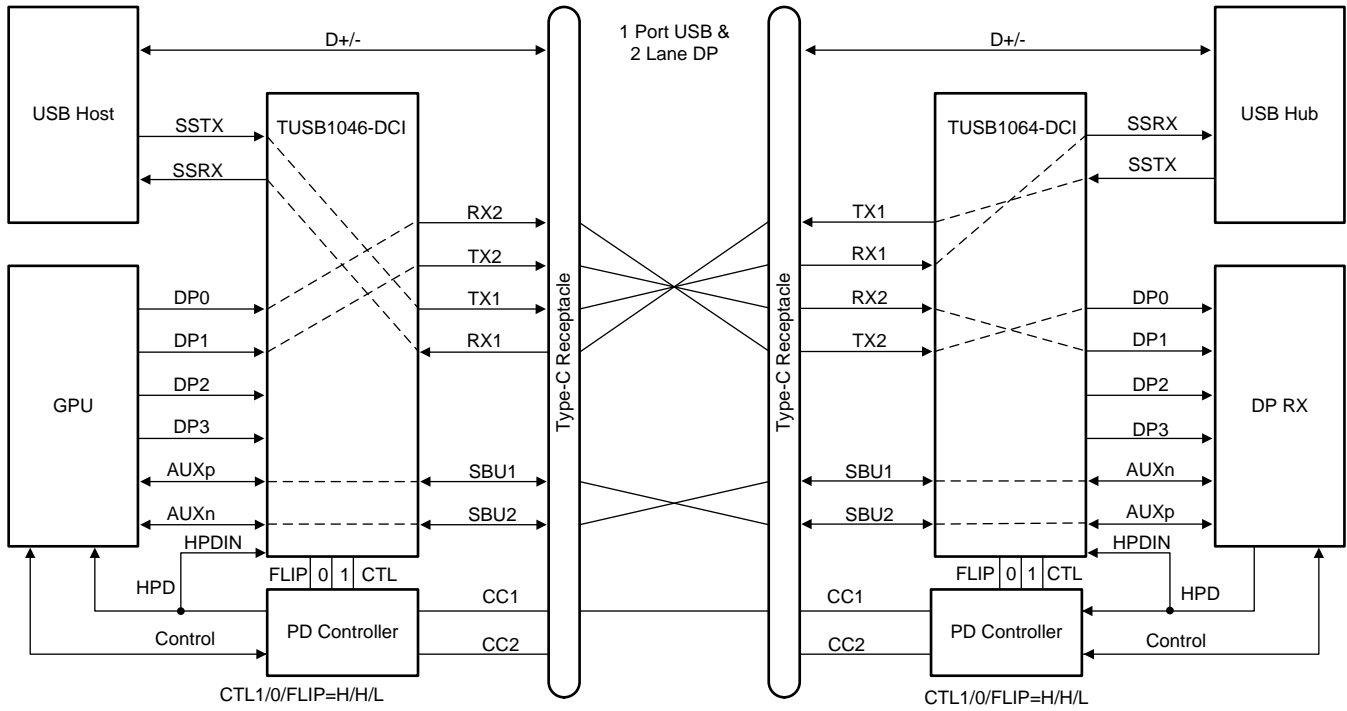 1 Port USB &
2 Lane DP
D+/-
D+/-
USB Host
TUSB1046-DCI
TUSB1064-DCI
USB Hub
SSTX
SSRX
SSRX
SSTX
RX2
TX2
TX1
RX1
TX1
RX1
RX2
TX2
Type-C Receptacle
Type-C Receptacle
GPU
DP0
DP1
DP2
DP3
AUXp
AUXn
HPDIN
DP RX
DP0
DP1
DP2
DP3
AUXn
AUXp
HPDIN
SBU1
SBU2
SBU1
SBU2
FLIP 0 1 CTL
FLIP 0 1 CTL
HPD
HPD
CC1
CC2
CC1
CC2
PD Controller
PD Controller
Control
Control
CTL1/0/FLIP=H/H/L
CTL1/0/FLIP=H/H/L